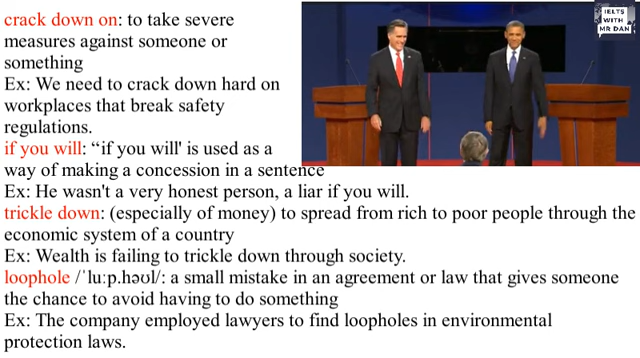 crack down on: to take severe
measures against someone or
something
Ex: We need to crack down hard on
workplaces that break safety
regulations.
if you will: “if you will' is used as a
way of making a concession in a sentence
Ex: He wasn't a very honest person, a liar if you will.
trickle down: (especially of money) to spread from rich to poor people through the
economic system of a country
Ex: Wealth is failing to trickle down through society.
loophole /ˈluːp.həʊl/: a small mistake in an agreement or law that gives someone
the chance to avoid having to do something
Ex: The company employed lawyers to find loopholes in environmental
protection laws.
IELTS
WITH
MR DAN